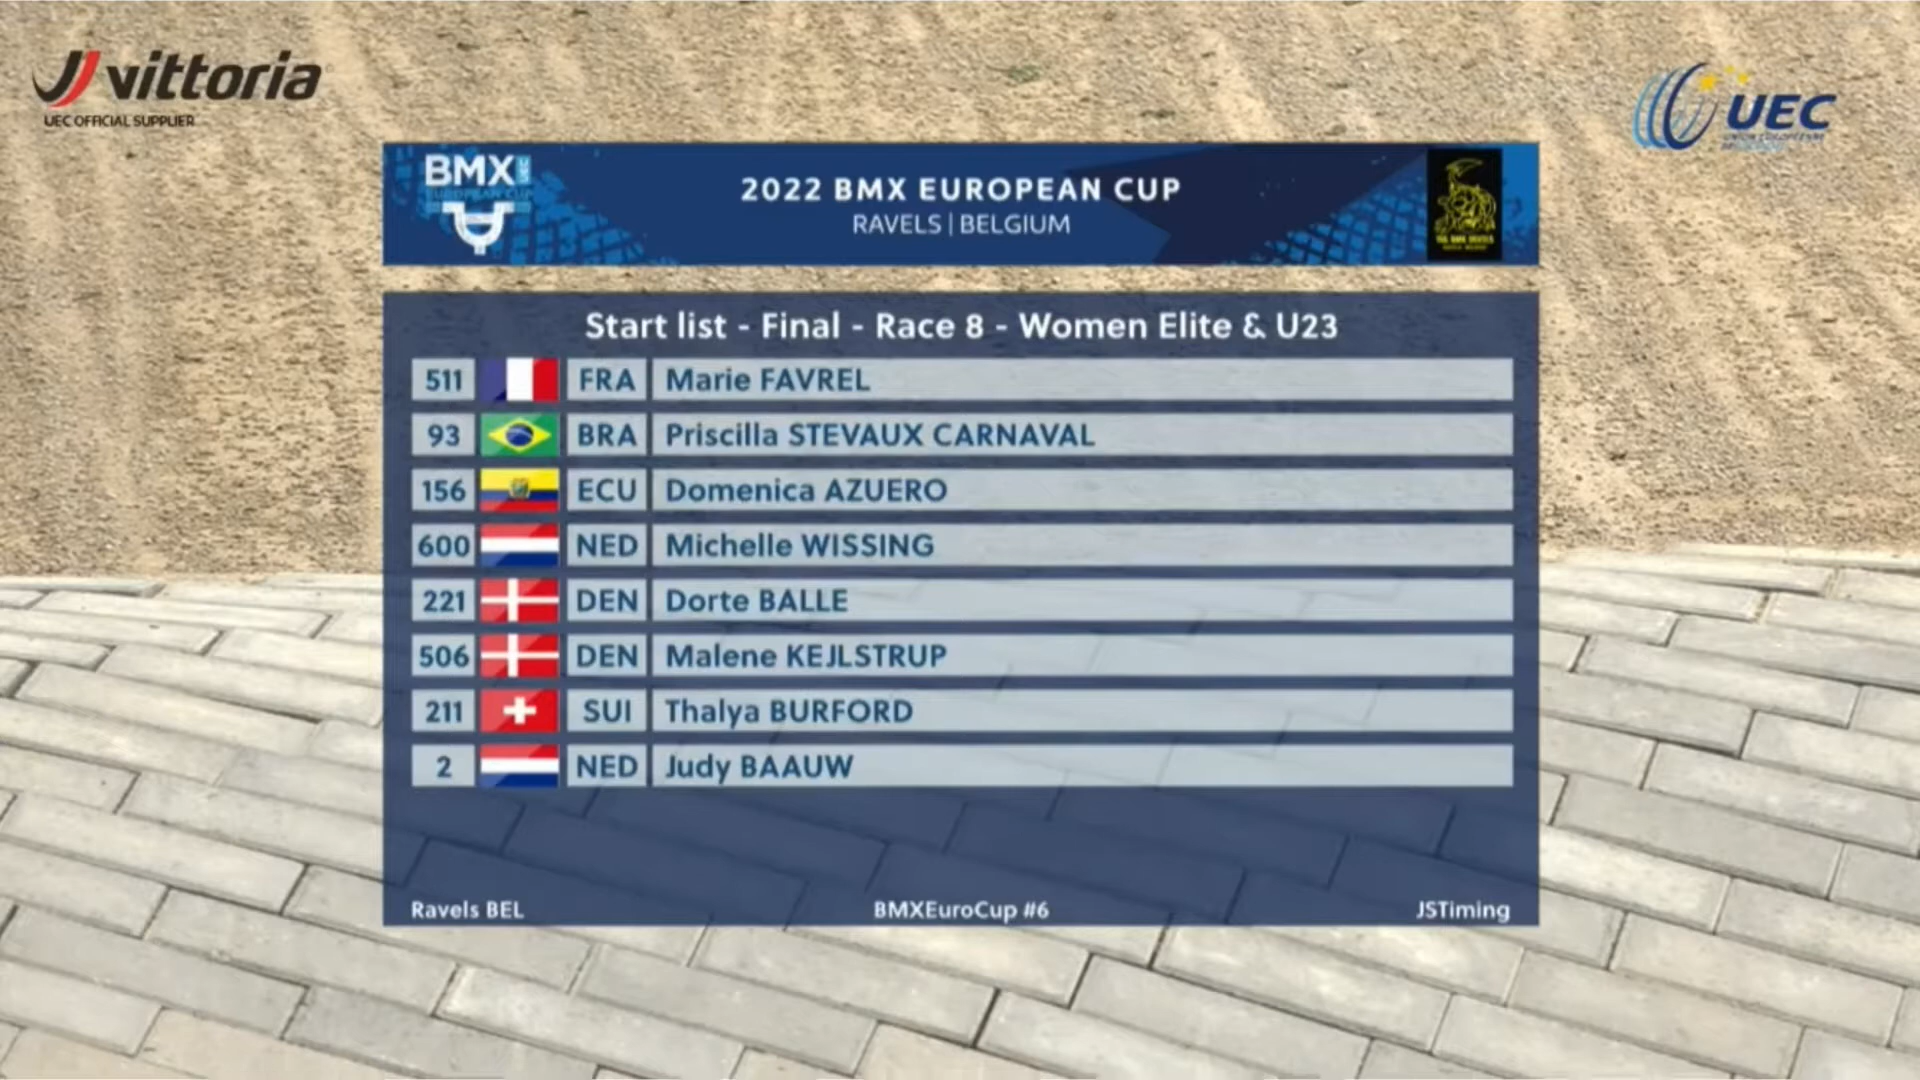 vittoria
UEC OFFICIAL SUPPLIER
UEC
BMX UEC
EUROPEAN CUP
2022 BMX EUROPEAN CUP
RAVELS | BELGIUM
Start list - Final - Race 8 - Women Elite & U23
511 FRA Marie FAVREL
93 BRA Priscilla STEVAUX CARNAVAL
156 ECU Domenica AZUERO
600 NED Michelle WISSING
221 DEN Dorte BALLE
506 DEN Malene KEJLSTRUP
211 SUI Thalya BURFORD
2 NED Judy BAAUW
Ravels BEL BMXEuroCup #6 JSTiming